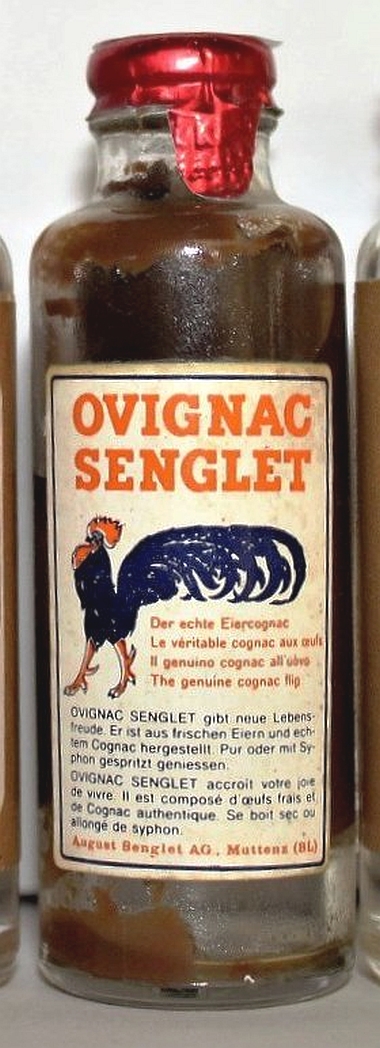 OVIGNAC
SENGLET
Der echte Eiercognac
Le véritable cognac aux œufs
Il genuino cognac all'uovo
The genuine cognac flip
OVIGNAC SENGLET gibt neue Lebens-
freude. Er ist aus frischen Eiern und ech-
tem Cognac hergestellt. Pur oder mit Sy-
phon gespritzt geniessen.
OVIGNAC SENGLET accroît votre joie
de vivre. Il est composé d'œufs frais et
de Cognac authentique. Se boit sec ou
allongé de syphon.
August Senglet AG., Muttenz (BL)